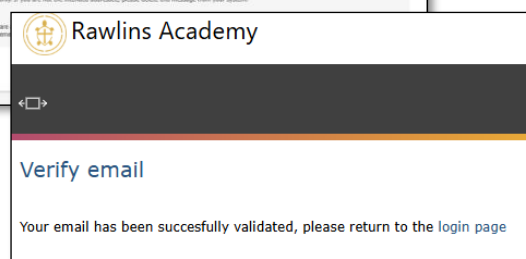 Rawlins Academy
Verify email
Your email has been succesfully validated, please return to the login page